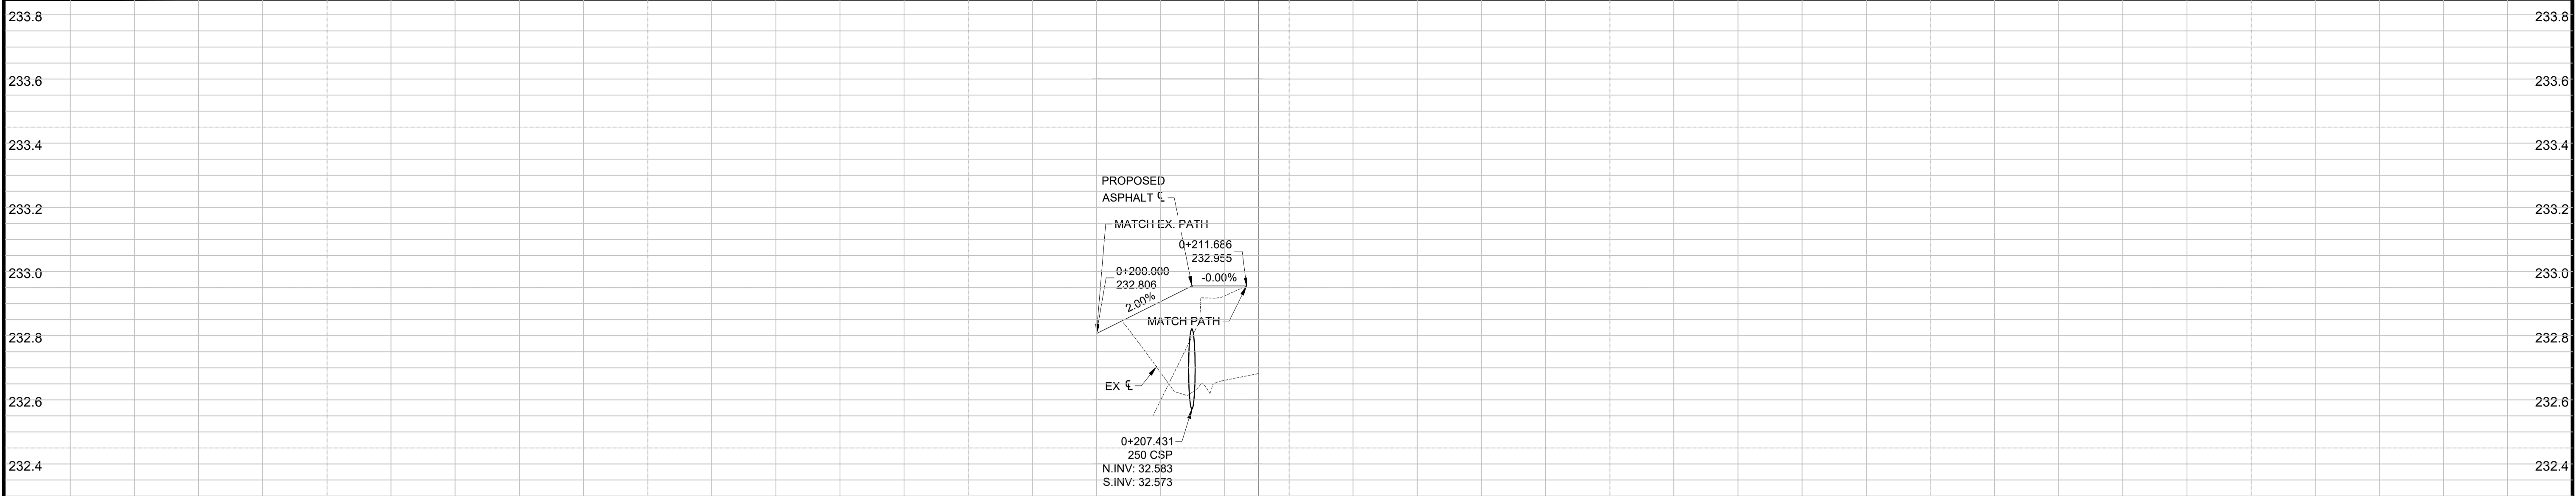 233.8
233.8
233.6
233.6
233.4
233.4
PROPOSED
ASPHALT ℄
233.2
233.2
MATCH EX. PATH
0+211.686
232.955
233.0
233.0
0+200.000
232.806
-0.00%
2.00%
MATCH PATH
232.8
232.8
EX ℄
232.6
232.6
0+207.431
250 CSP
N.INV: 32.583
S.INV: 32.573
232.4
232.4